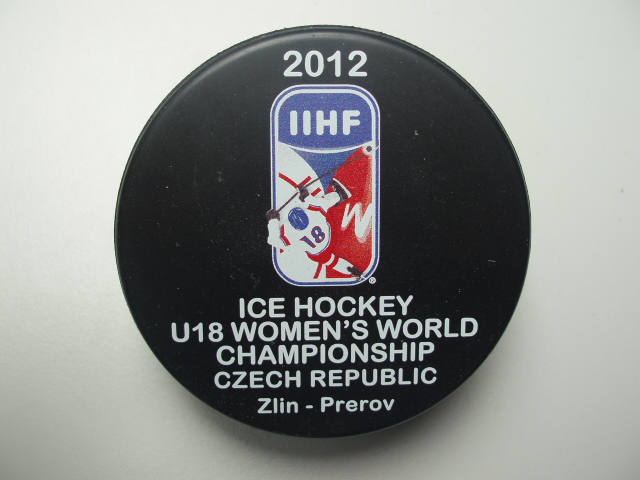 2012
IIHF
W
18
®
ICE HOCKEY
U18 WOMEN'S WORLD
CHAMPIONSHIP
CZECH REPUBLIC
Zlin - Prerov